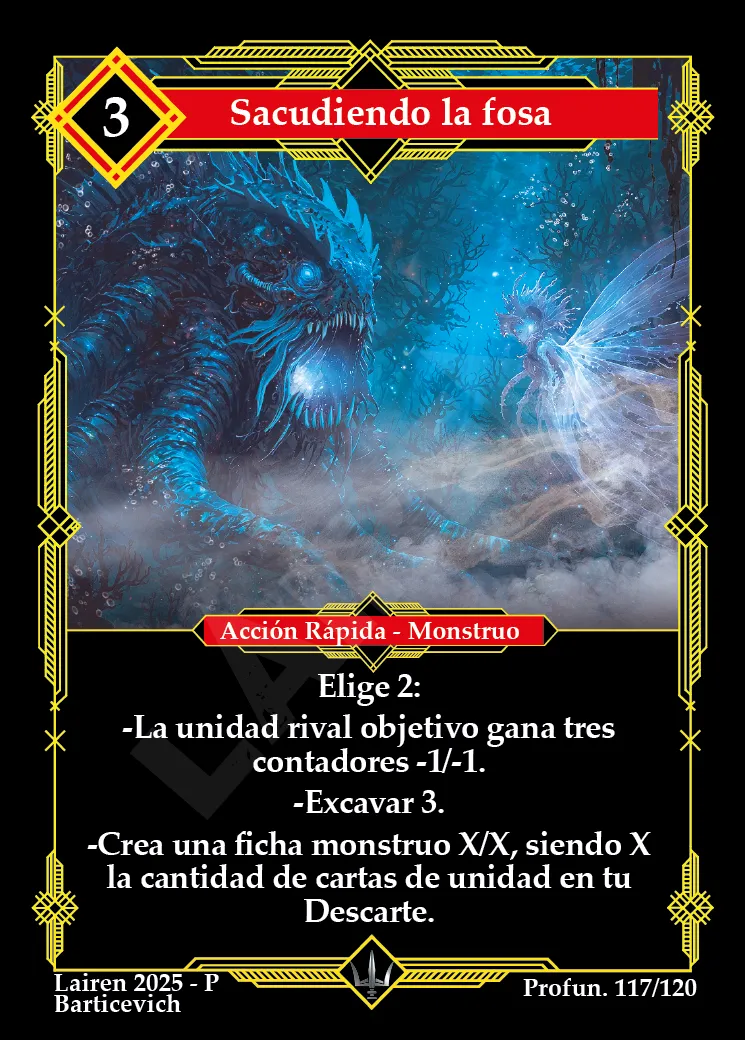 3
Sacudiendo la fosa
Acción Rápida - Monstruo
Elige 2:
-La unidad rival objetivo gana tres
contadores -1/-1.
-Excavar 3.
-Crea una ficha monstruo X/X, siendo X
la cantidad de cartas de unidad en tu
Descarte.
Lairen 2025 - P
Barticevich
Profun. 117/120